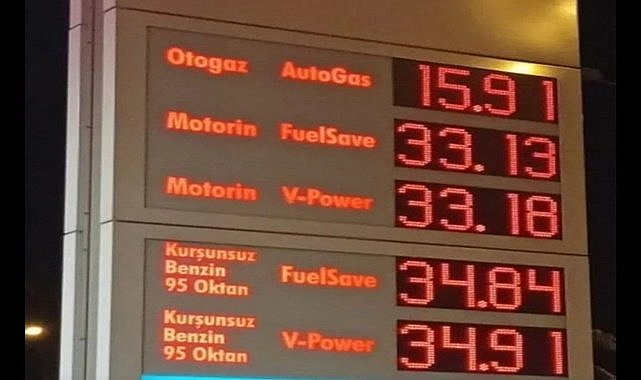 Otogaz AutoGas 15.91
Motorin FuelSave 33.13
Motorin V-Power 33.18
Kurşunsuz
Benzin FuelSave 34.84
95 Oktan
Kurşunsuz
Benzin V-Power 34.91
95 Oktan